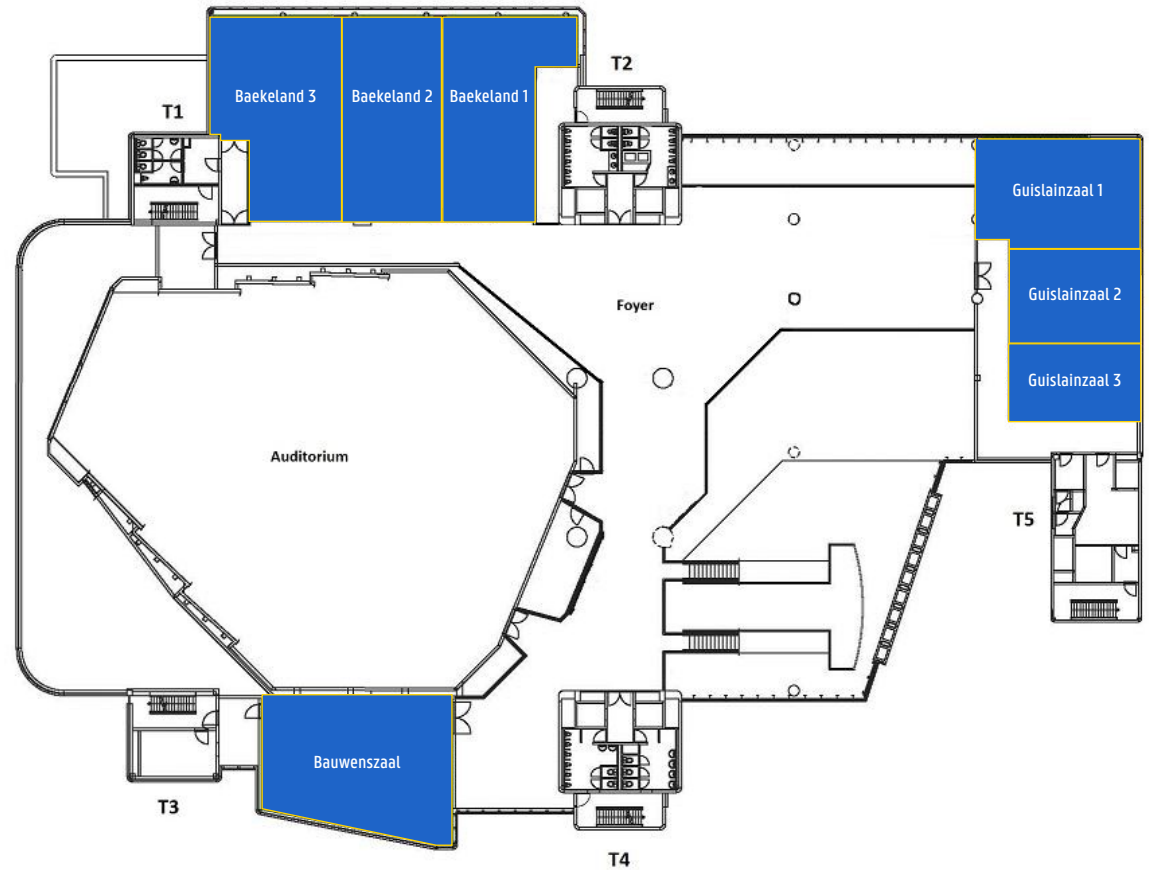 T2
Baekeland 3
Baekeland 2
Baekeland 1
T1
Guislainzaal 1
Guislainzaal 2
Foyer
Guislainzaal 3
Auditorium
T5
Bauwenszaal
T3
T4